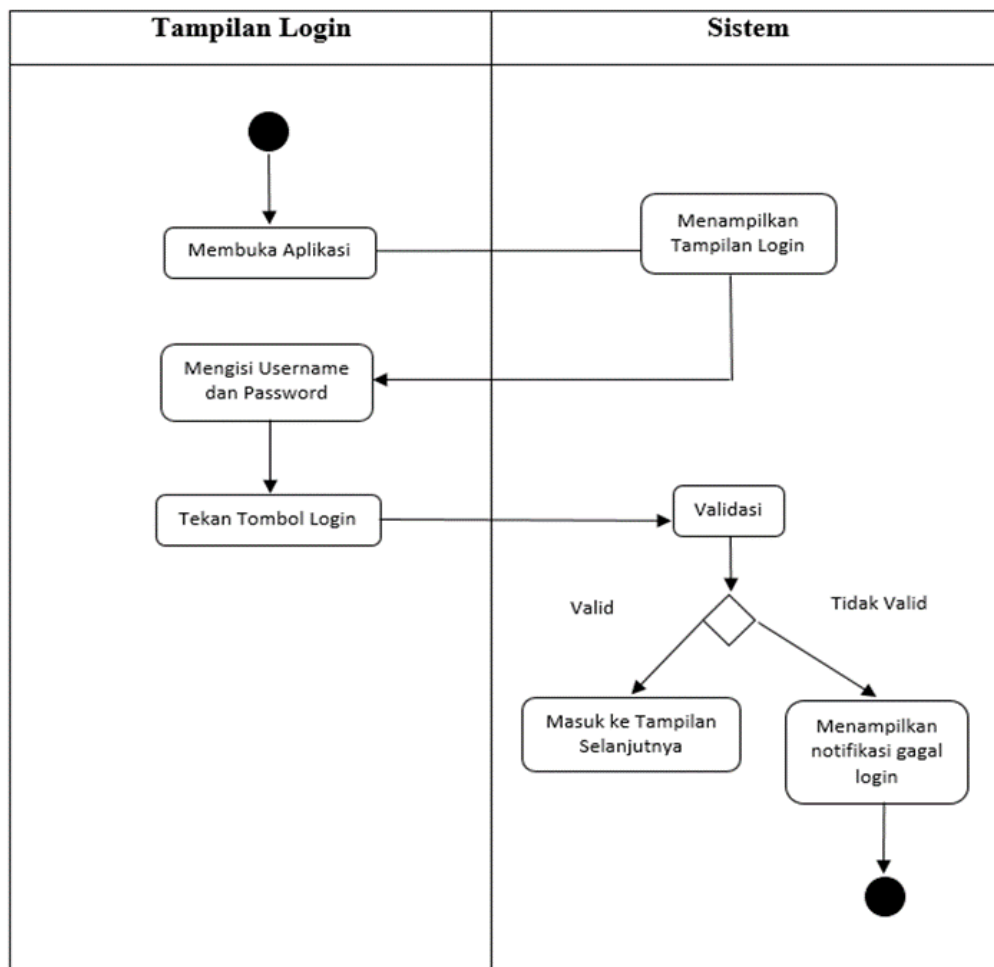 Tampilan Login
Sistem
Membuka Aplikasi
Menampilkan
Tampilan Login
Mengisi Username
dan Password
Tekan Tombol Login
Validasi
Valid
Tidak Valid
Masuk ke Tampilan
Selanjutnya
Menampilkan
notifikasi gagal
login